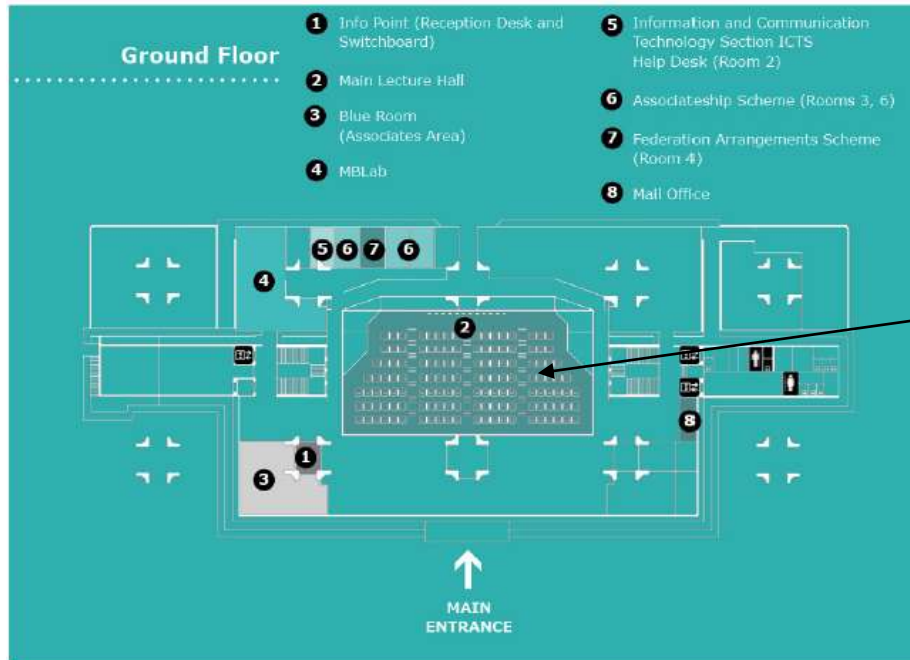 Ground Floor
1 Info Point (Reception Desk and
Switchboard)
2 Main Lecture Hall
3 Blue Room
(Associates Area)
4 MBLab
5 Information and Communication
Technology Section ICTS
Help Desk (Room 2)
6 Associateship Scheme (Rooms 3, 6)
7 Federation Arrangements Scheme
(Room 4)
8 Mail Office
5 6 7 6
4
2
8
1
3
MAIN
ENTRANCE